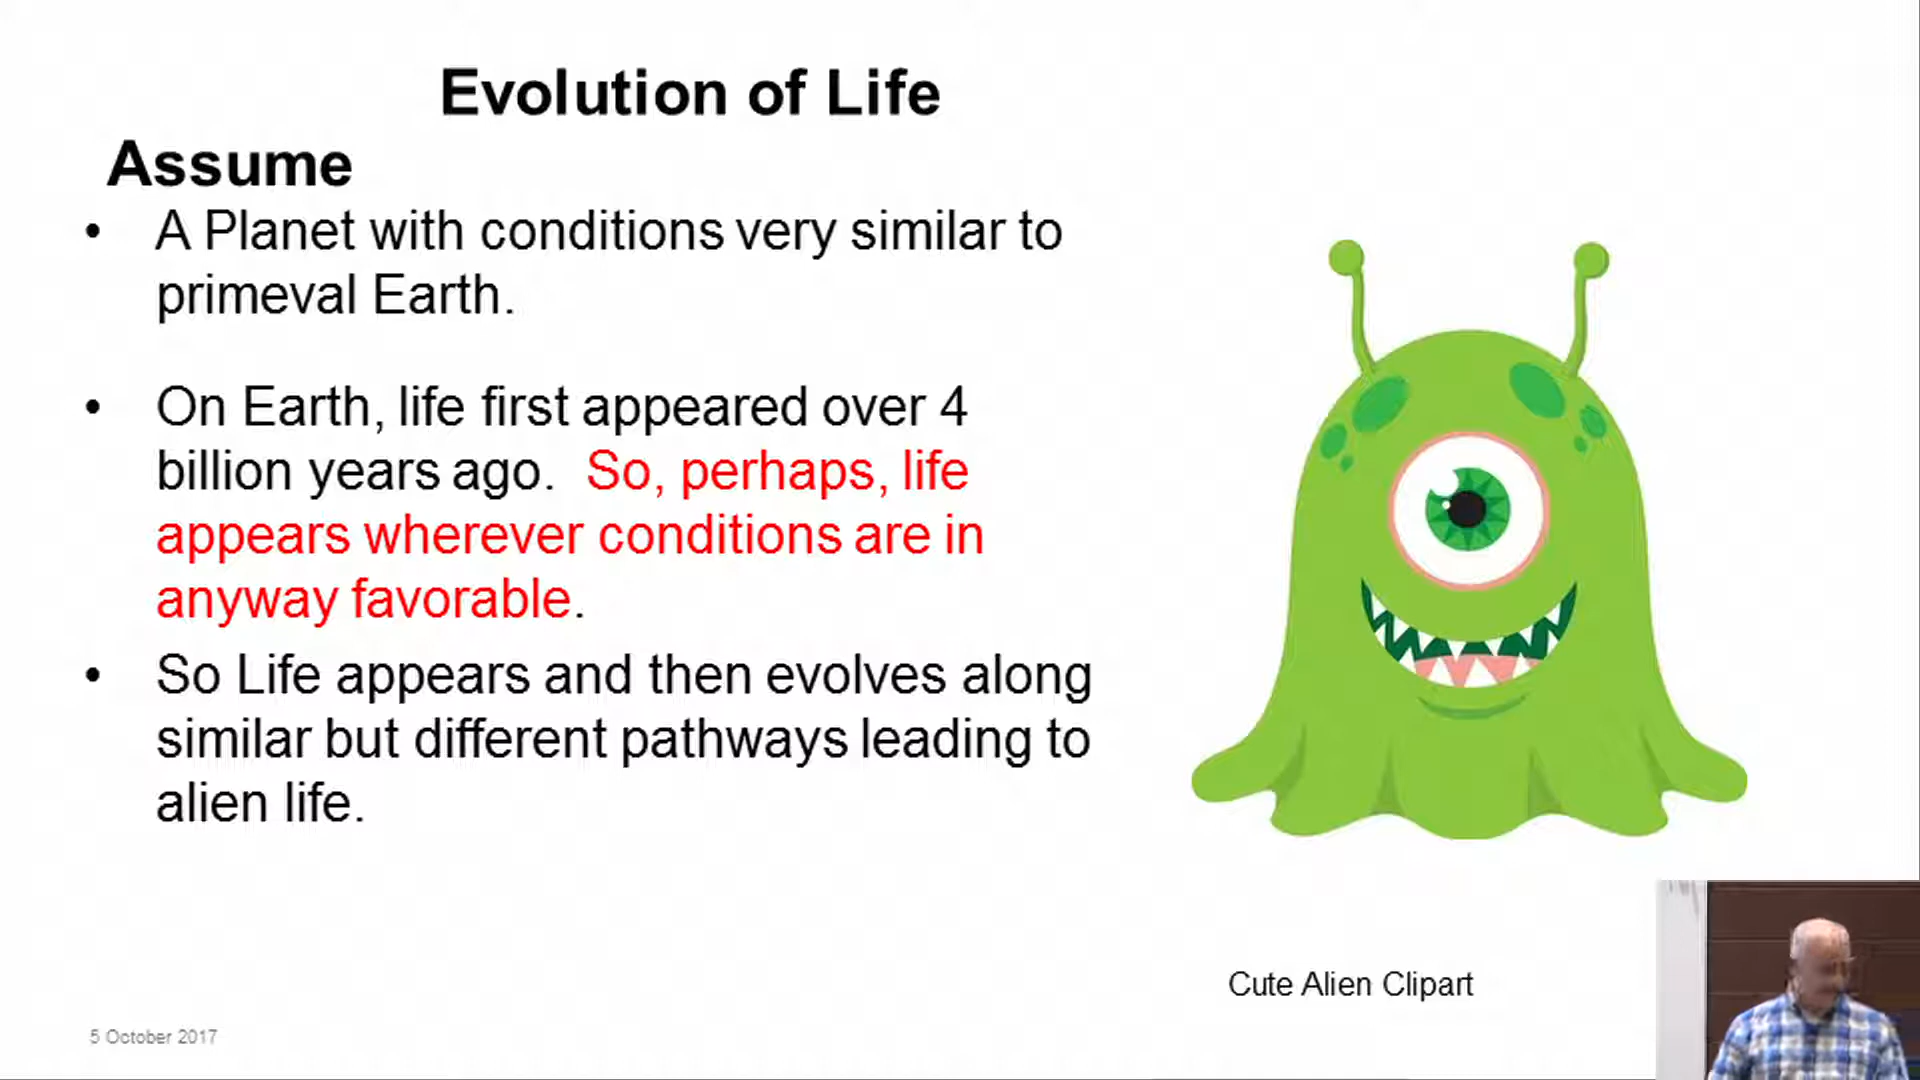 Evolution of Life
Assume
• A Planet with conditions very similar to
primeval Earth.
• On Earth, life first appeared over 4
billion years ago. So, perhaps, life
appears wherever conditions are in
anyway favorable.
• So Life appears and then evolves along
similar but different pathways leading to
alien life.
Cute Alien Clipart
5 October 2017